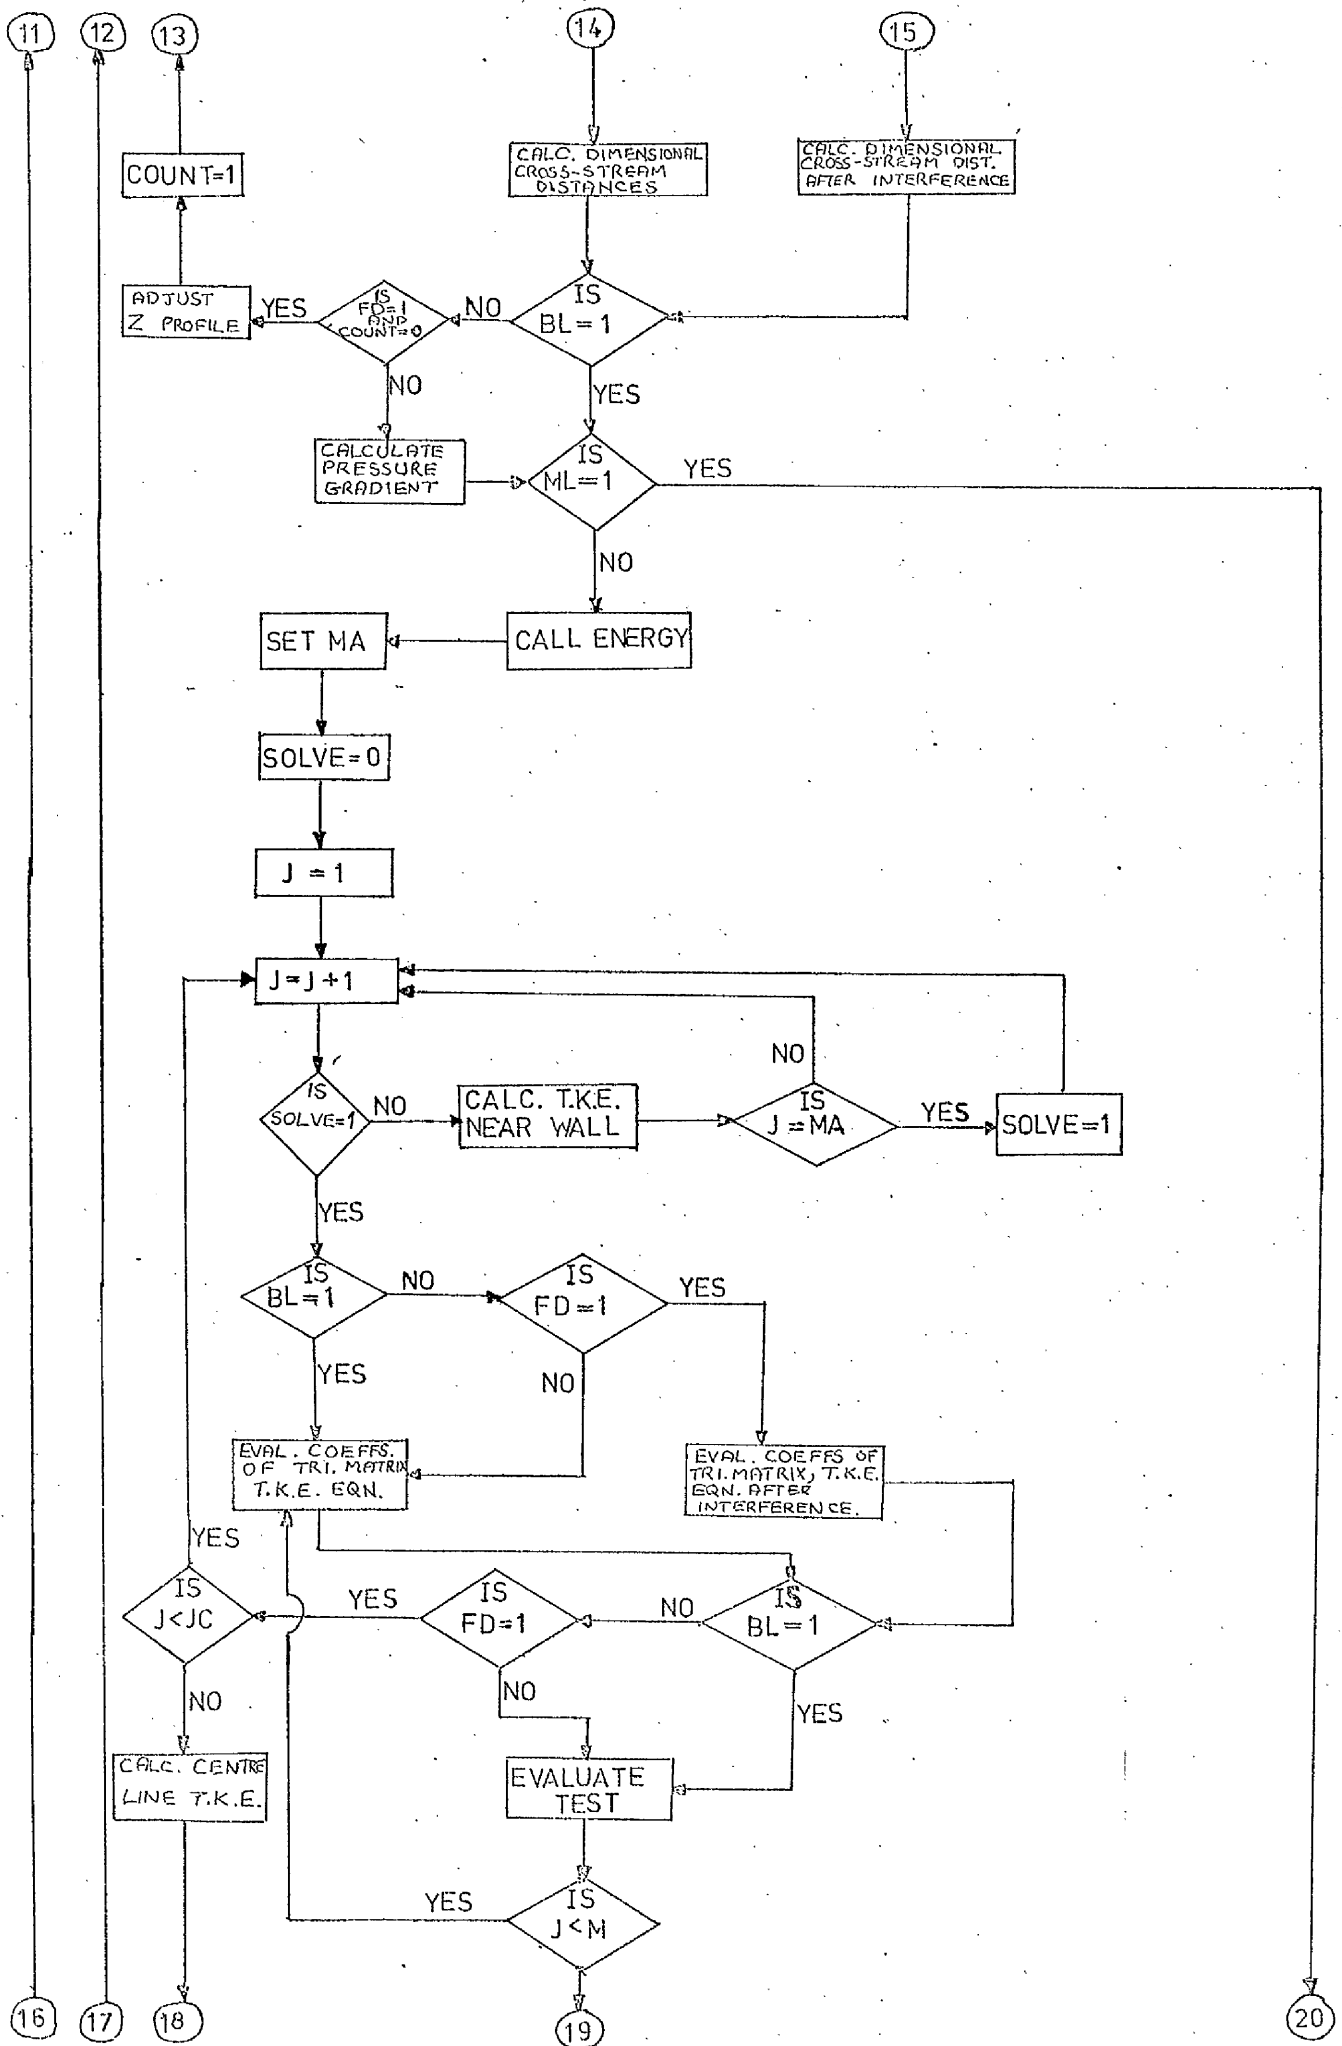 11
12
13
14
15
COUNT=1
CALC. DIMENSIONAL
CROSS-STREAM
DISTANCES
CALC. DIMENSIONAL
CROSS-STREAM DIST.
AFTER INTERFERENCE
ADJUST
Z PROFILE
YES
IS
FD=1
AND
COUNT=0
NO
IS
BL=1
NO
YES
CALCULATE
PRESSURE
GRADIENT
IS
ML=1
YES
NO
SET MA
CALL ENERGY
SOLVE=0
J=1
J=J+1
NO
IS
SOLVE=1
NO
CALC. T.K.E.
NEAR WALL
IS
J=MA
YES
SOLVE=1
YES
IS
BL=1
NO
IS
FD=1
YES
YES
NO
EVAL. COEFFS.
OF TRI. MATRIX
T.K.E. EQN.
EVAL. COEFFS OF
TRI. MATRIX, T.K.E.
EQN. AFTER
INTERFERENCE.
YES
IS
J<JC
YES
IS
FD=1
NO
IS
BL=1
NO
NO
YES
CALC. CENTRE
LINE T.K.E.
EVALUATE
TEST
YES
IS
J<M
16
17
18
19
20